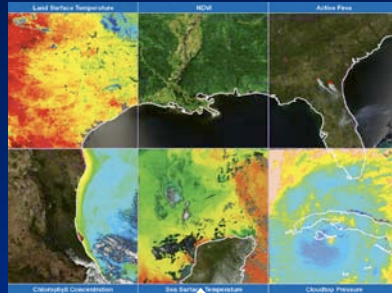 Land Surface Temperature
NDVI
Active Fires
Chlorophyll Concentration
Sea Surface Temperature
Cloudtop Pressure